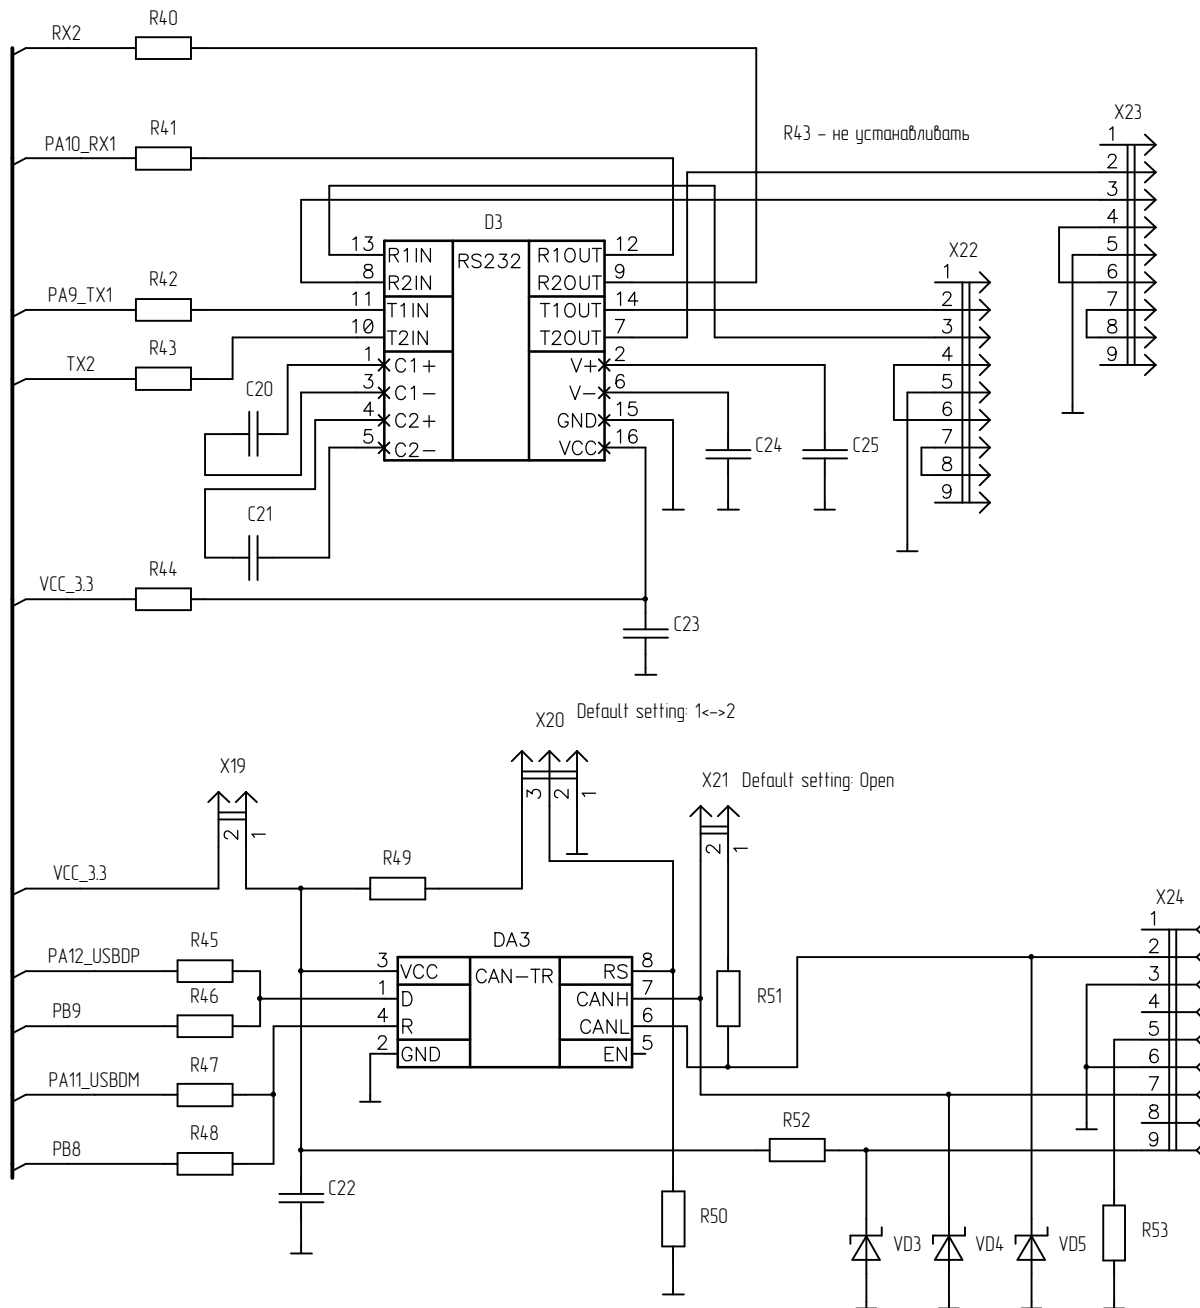 RX2
R40
PA10_RX1
R41
R43 - не устанавливать
X23
1
2
3
4
5
6
7
8
9
D3
RS232
13 R1IN
8 R2IN
11 T1IN
10 T2IN
1 C1+
3 C1-
4 C2+
5 C2-
R1OUT 12
R2OUT 9
T1OUT 14
T2OUT 7
V+ 2
V- 6
GND 15
VCC 16
X22
1
2
3
4
5
6
7
8
9
PA9_TX1
R42
TX2
R43
C20
C21
C24
C25
VCC_3.3
R44
C23
X20 Default setting: 1<->2
3
2
1
X19
2
1
X21 Default setting: Open
2
1
VCC_3.3
R49
X24
1
2
3
4
5
6
7
8
9
PA12_USBDP
R45
PB9
R46
PA11_USBDM
R47
PB8
R48
DA3
CAN-TR
3 VCC
1 D
4 R
2 GND
RS 8
CANH 7
CANL 6
EN 5
R51
R52
C22
R50
VD3
VD4
VD5
R53